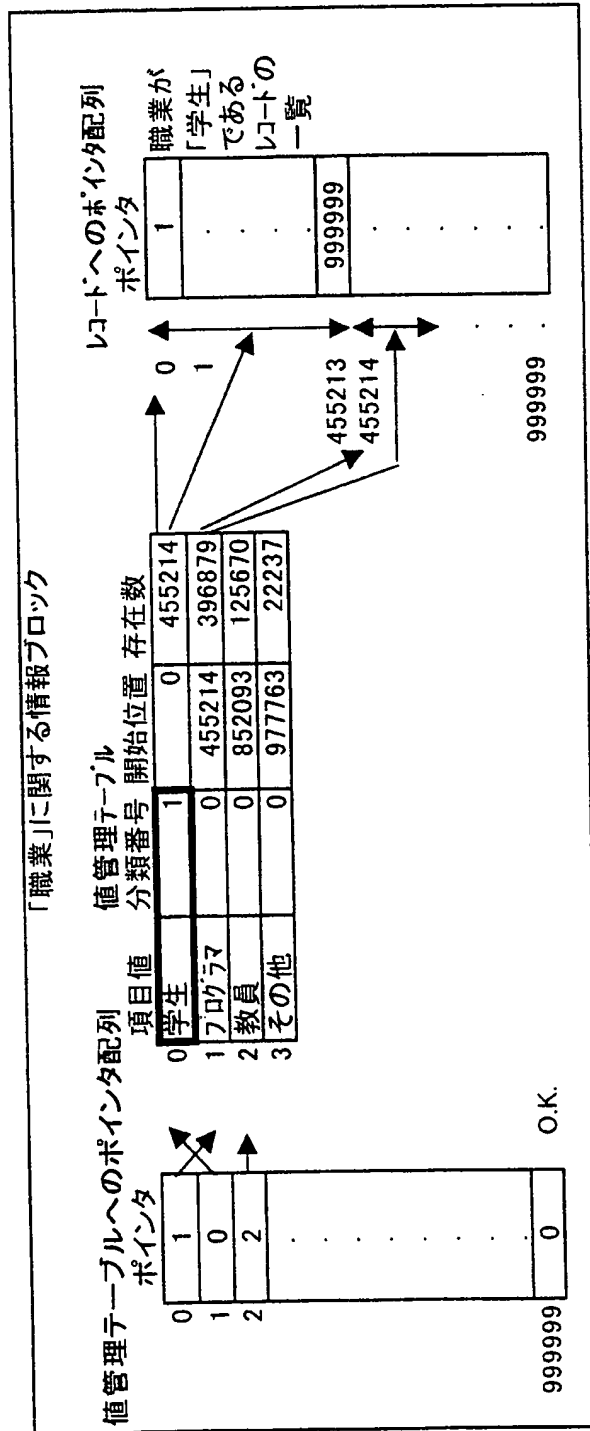 「職業」に関する情報ブロック
値管理テーブルへのポインタ配列
ポインタ
0 1
1 0
2 2
999999 0
O.K.
値管理テーブル
項目値 分類番号 開始位置 存在数
0 学生 1 0 455214
1 プログラマ 0 455214 396879
2 教員 0 852093 125670
3 その他 0 977763 22237
レコードへのポインタ配列
ポインタ
0 1
1
455213 999999
455214
999999
職業が
「学生」
である
レコードの
一覧